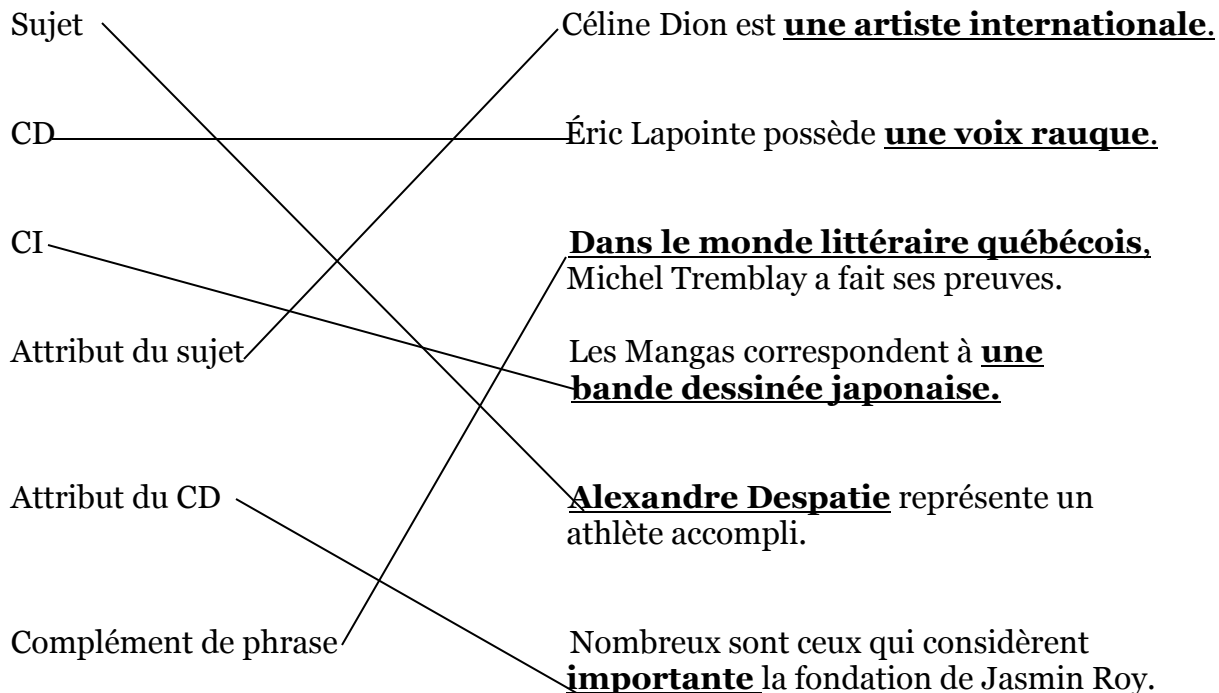 Sujet Céline Dion est une artiste internationale.
CD Éric Lapointe possède une voix rauque.
CI Dans le monde littéraire québécois,
Michel Tremblay a fait ses preuves.
Attribut du sujet Les Mangas correspondent à une
bande dessinée japonaise.
Attribut du CD Alexandre Despatie représente un
athlète accompli.
Complément de phrase Nombreux sont ceux qui considèrent
importante la fondation de Jasmin Roy.